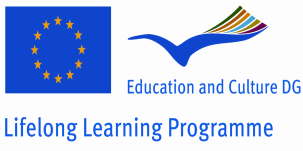 Education and Culture DG
Lifelong Learning Programme